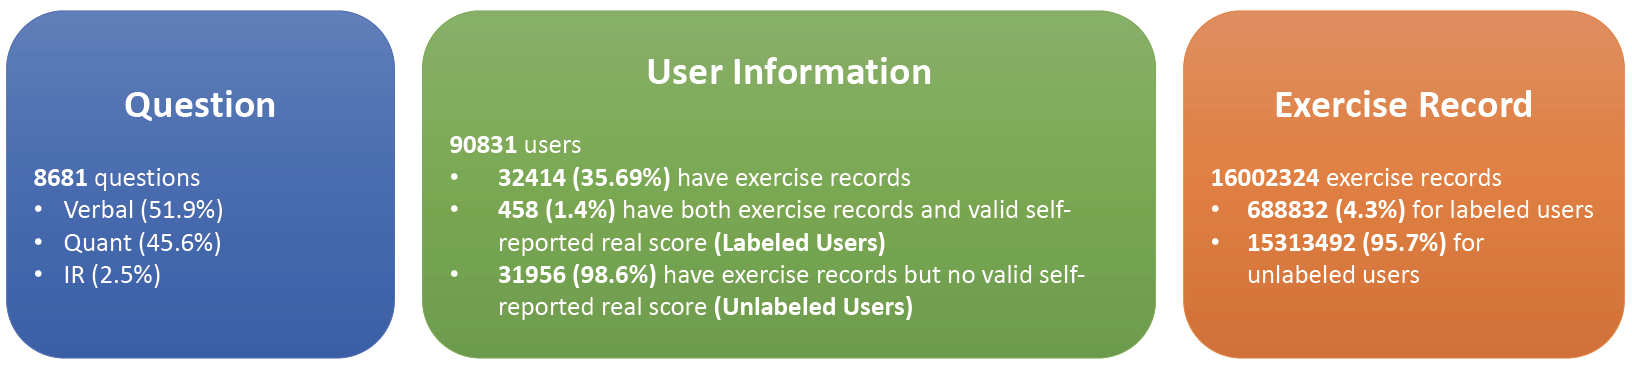 Question
8681 questions
• Verbal (51.9%)
• Quant (45.6%)
• IR (2.5%)
User Information
90831 users
• 32414 (35.69%) have exercise records
• 458 (1.4%) have both exercise records and valid self-
reported real score (Labeled Users)
• 31956 (98.6%) have exercise records but no valid self-
reported real score (Unlabeled Users)
Exercise Record
16002324 exercise records
• 688832 (4.3%) for labeled users
• 15313492 (95.7%) for
unlabeled users